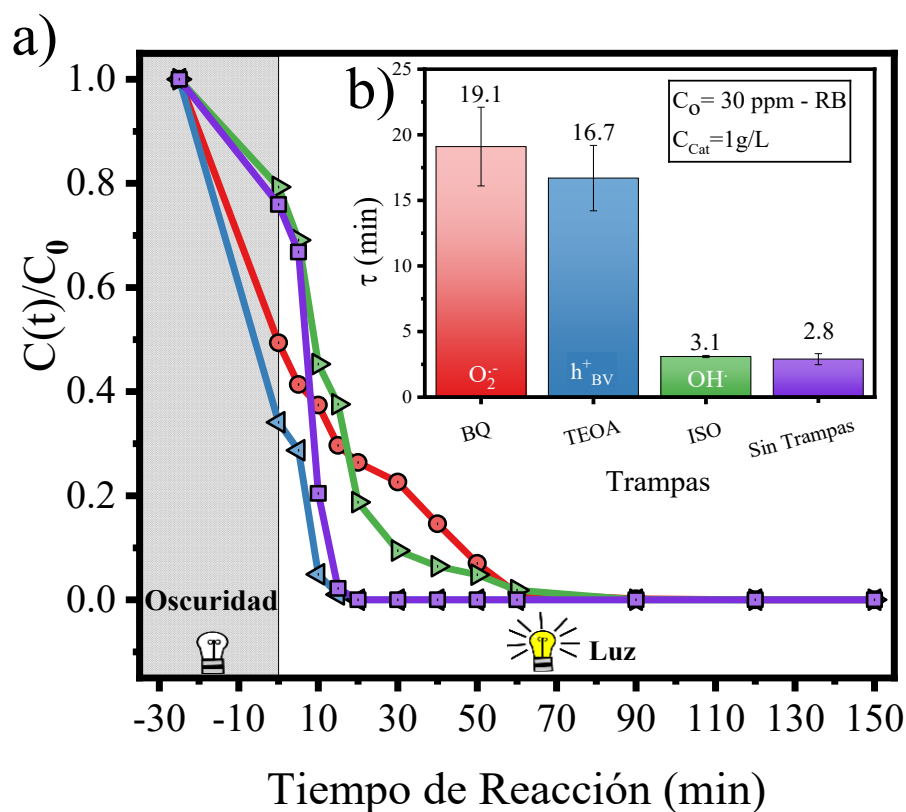 a)
C(t)/C₀
1.0
0.8
0.6
0.4
0.2
0.0
Oscuridad
Luz
-30
-10
10
30
50
70
90
110
130
150
Tiempo de Reacción (min)
b)
τ (min)
25
20
15
10
5
0
C₀= 30 ppm - RB
C_Cat=1g/L
19.1
16.7
3.1
2.8
O₂·⁻
h⁺BV
OH·
BQ
TEOA
ISO
Sin Trampas
Trampas